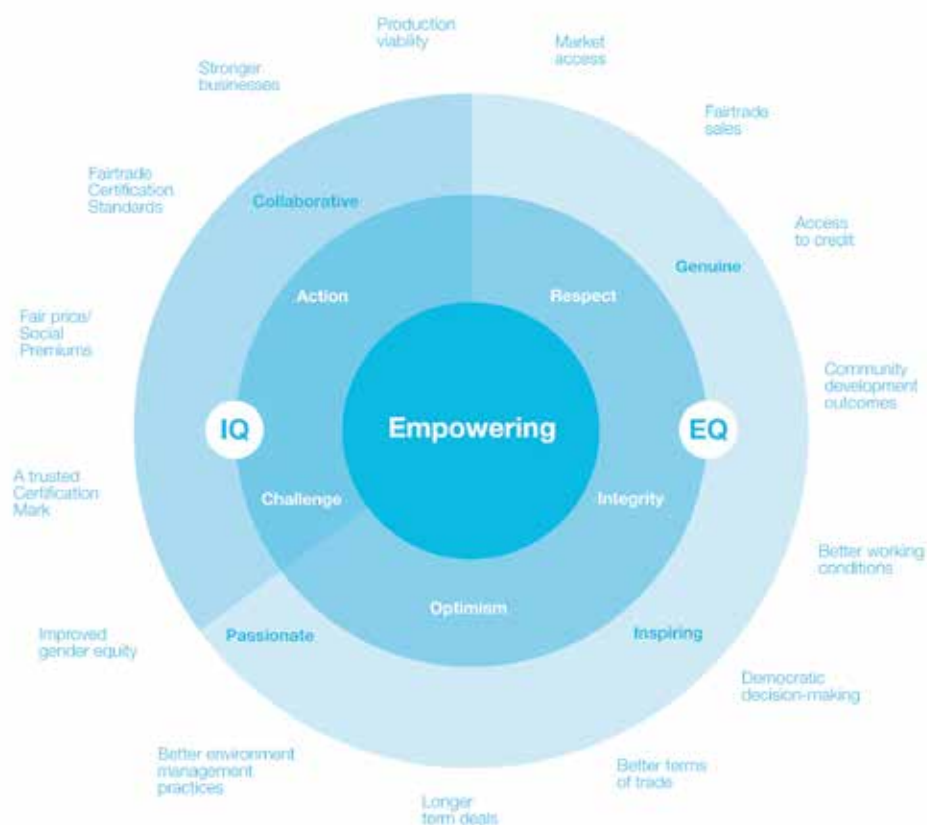 Production
viability
Market
access
Stronger
businesses
Fairtrade
sales
Fairtrade
Certification
Standards
Collaborative
Access
to credit
Genuine
Action
Respect
Fair price/
Social
Premiums
Community
development
outcomes
IQ
Empowering
EQ
A trusted
Certification
Mark
Challenge
Integrity
Better working
conditions
Optimism
Improved
gender equity
Passionate
Inspiring
Democratic
decision-making
Better environment
management
practices
Better terms
of trade
Longer
term deals